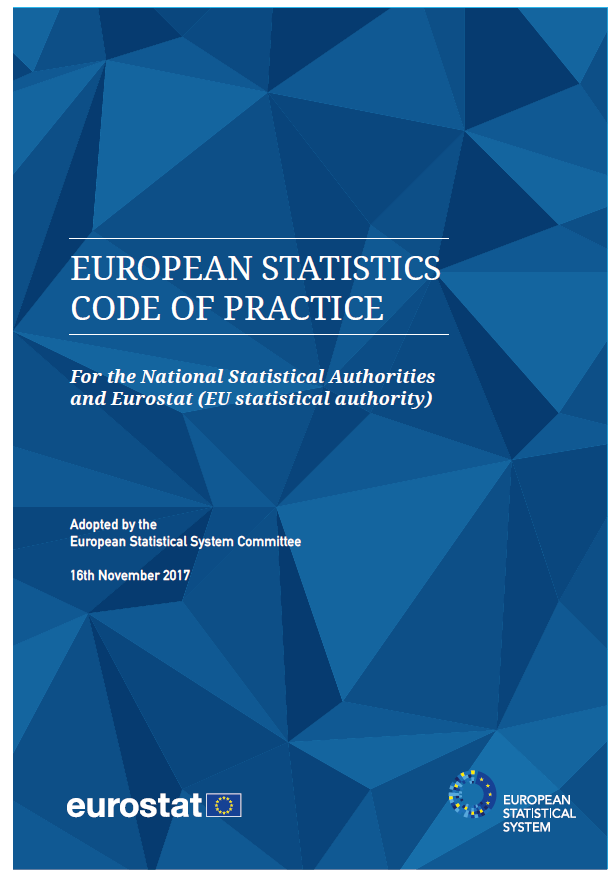 EUROPEAN STATISTICS
CODE OF PRACTICE
For the National Statistical Authorities
and Eurostat (EU statistical authority)
Adopted by the
European Statistical System Committee
16th November 2017
eurostat
EUROPEAN
STATISTICAL
SYSTEM